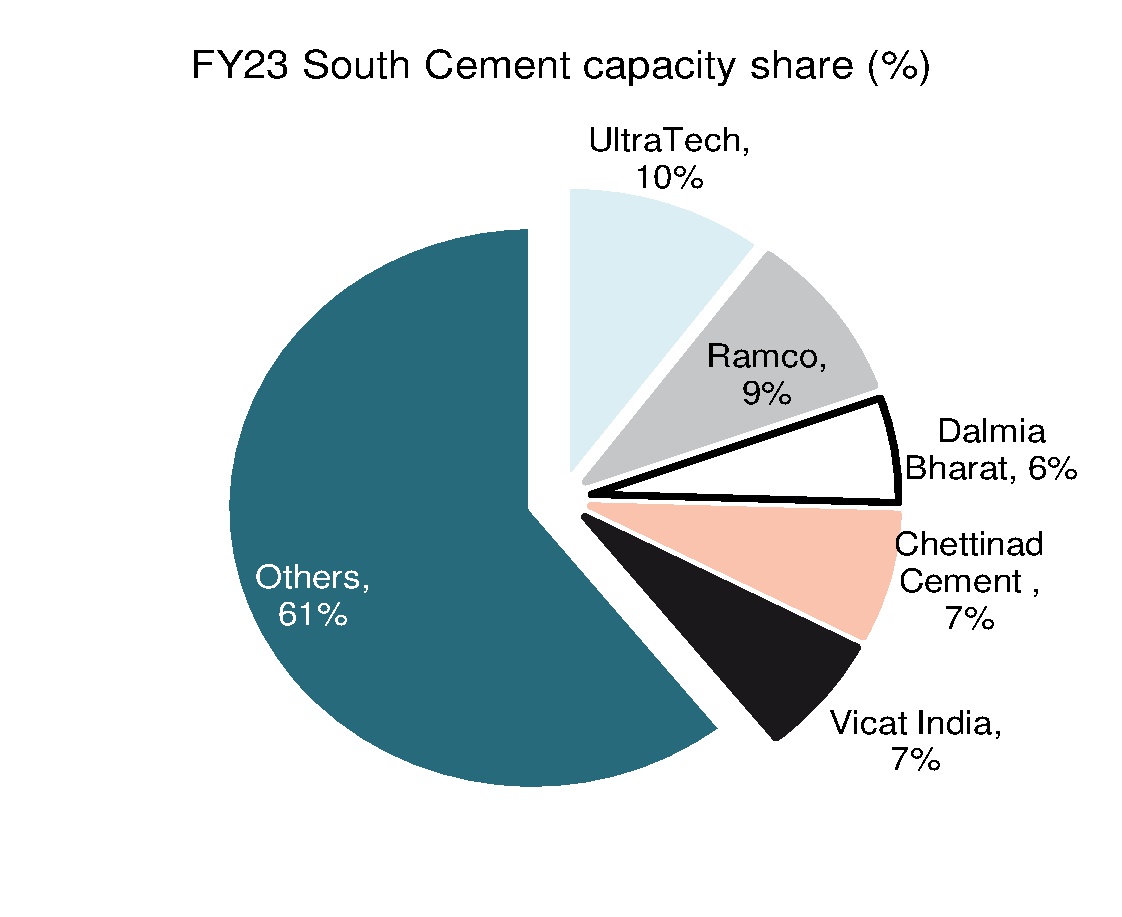 FY23 South Cement capacity share (%)
UltraTech,
10%
Ramco,
9%
Dalmia
Bharat, 6%
Chettinad
Cement ,
7%
Vicat India,
7%
Others,
61%